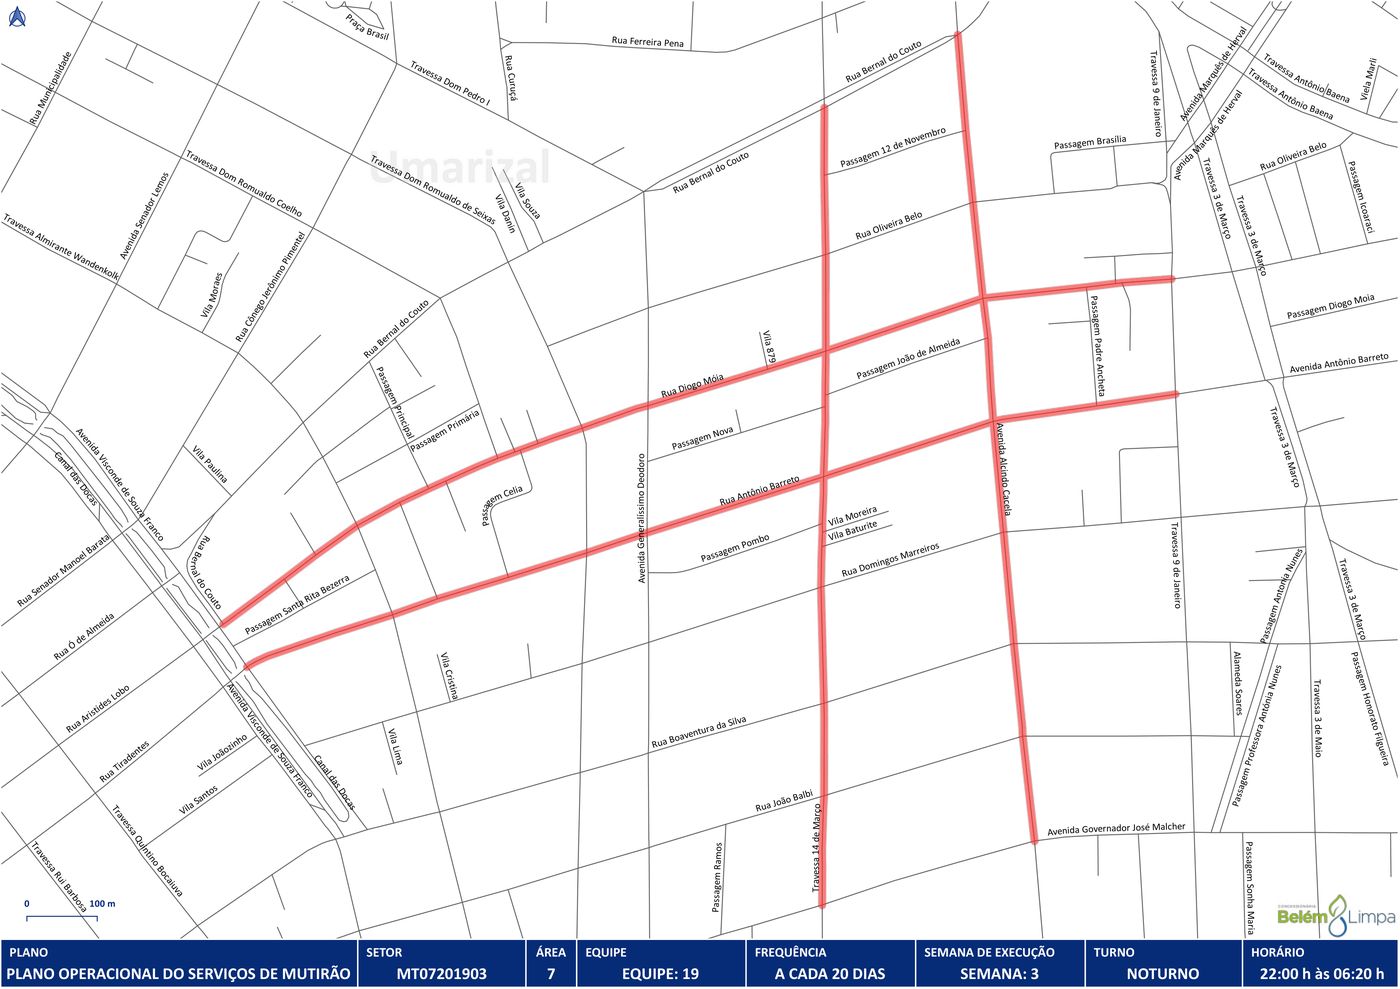 Praça Brasil
Rua Ferreira Pena
Rua Municipalidade
Travessa Dom Pedro I
Rua Curuçá
Rua Bernal do Couto
Travessa 9 de Janeiro
Avenida Marquês de Herval
Travessa Antônio Baena
Travessa Antônio Baena
Viela Marli
Avenida Marquês de Herval
Umarizal
Travessa Dom Romualdo Coelho
Travessa Dom Romualdo de Seixas
Vila Souza
Vila Danin
Rua Bernal do Couto
Passagem 12 de Novembro
Passagem Brasília
Rua Oliveira Belo
Passagem Icoaraci
Travessa 3 de Março
Travessa 3 de Março
Avenida Senador Lemos
Travessa Almirante Wandenkolk
Rua Cônego Jerônimo Pimentel
Vila Moraes
Rua Oliveira Belo
Rua Bernal do Couto
Passagem Diogo Moia
Passagem Padre Ancheta
Vila 879
Passagem João de Almeida
Avenida Antônio Barreto
Passagem Principal
Rua Diogo Móia
Passagem Primária
Passagem Nova
Travessa 3 de Março
Avenida Visconde de Souza Franco
Canal das Docas
Vila Paulina
Avenida Generalíssimo Deodoro
Rua Antônio Barreto
Avenida Alcindo Cacela
Passagem Celia
Vila Moreira
Vila Baturite
Passagem Pombo
Rua Domingos Marreiros
Travessa 9 de Janeiro
Rua Senador Manoel Barata
Rua Bernal do Couto
Passagem Santa Rita Bezerra
Passagem Antonia Nunes
Travessa 3 de Março
Rua Ó de Almeida
Vila Cristina
Alameda Soares
Passagem Professora Antónia Nunes
Travessa 3 de Maio
Passagem Honorato Filgueira
Rua Aristides Lobo
Avenida Visconde de Souza Franco
Rua Tiradentes
Vila Joãozinho
Vila Lima
Canal das Docas
Rua Boaventura da Silva
Vila Santos
Rua João Balbi
Travessa 14 de Março
Avenida Governador José Malcher
Travessa Quintino Bocaiuva
Travessa Rui Barbosa
Passagem Ramos
Passagem Sonha Maria
0 100 m
CONCESSIONÁRIA
Belém Limpa
PLANO
PLANO OPERACIONAL DO SERVIÇOS DE MUTIRÃO
SETOR
MT07201903
ÁREA
7
EQUIPE
EQUIPE: 19
FREQUÊNCIA
A CADA 20 DIAS
SEMANA DE EXECUÇÃO
SEMANA: 3
TURNO
NOTURNO
HORÁRIO
22:00 h às 06:20 h